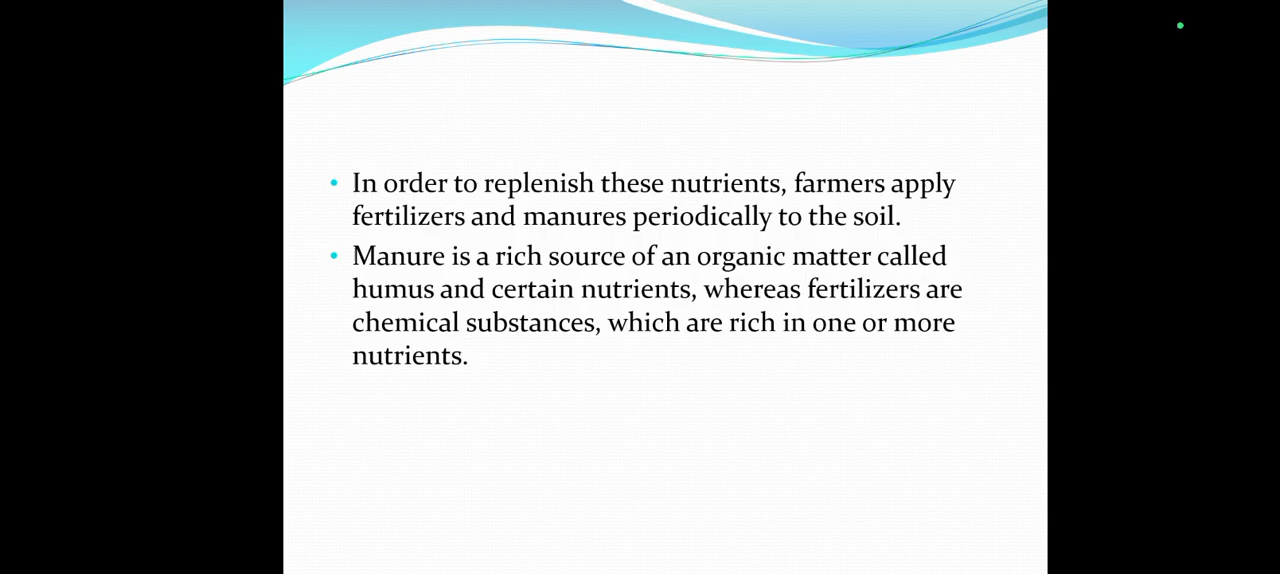 • In order to replenish these nutrients, farmers apply
fertilizers and manures periodically to the soil.
• Manure is a rich source of an organic matter called
humus and certain nutrients, whereas fertilizers are
chemical substances, which are rich in one or more
nutrients.